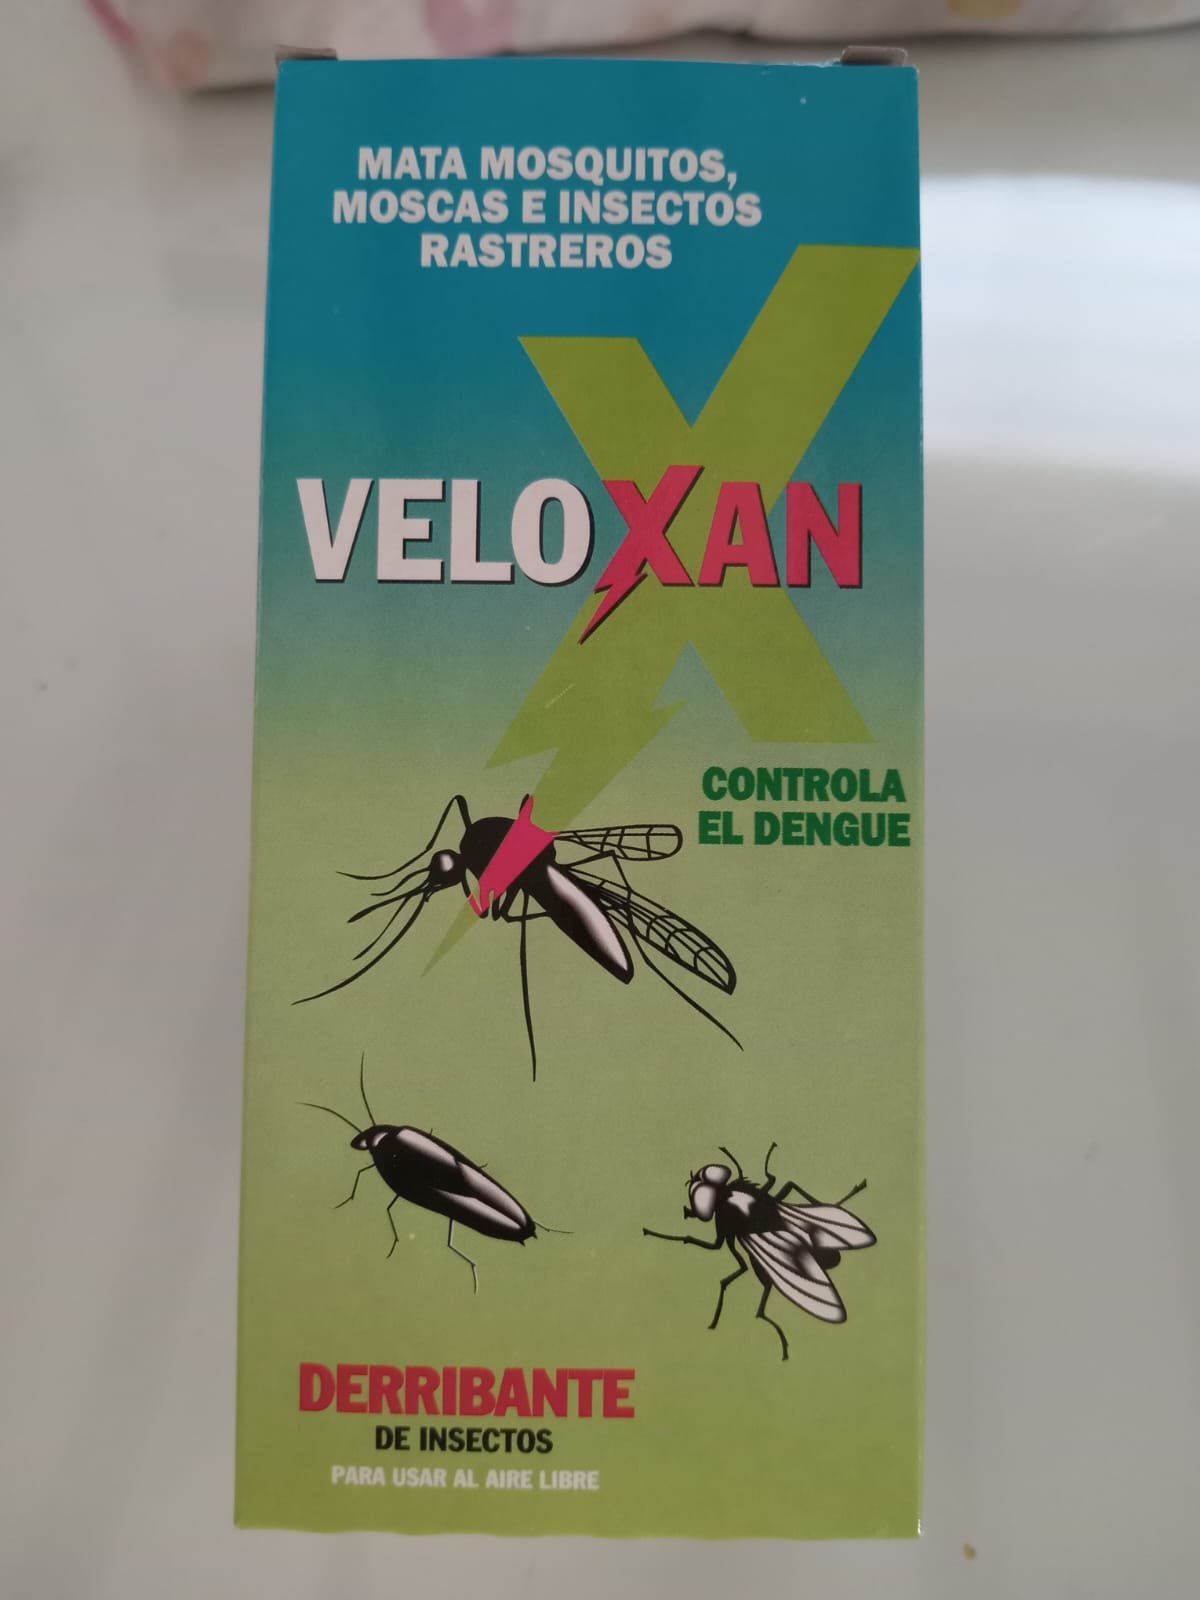 MATA MOSQUITOS,
MOSCAS E INSECTOS
RASTREROS
VELOXAN
CONTROLA
EL DENGUE
DERRIBANTE
DE INSECTOS
PARA USAR AL AIRE LIBRE